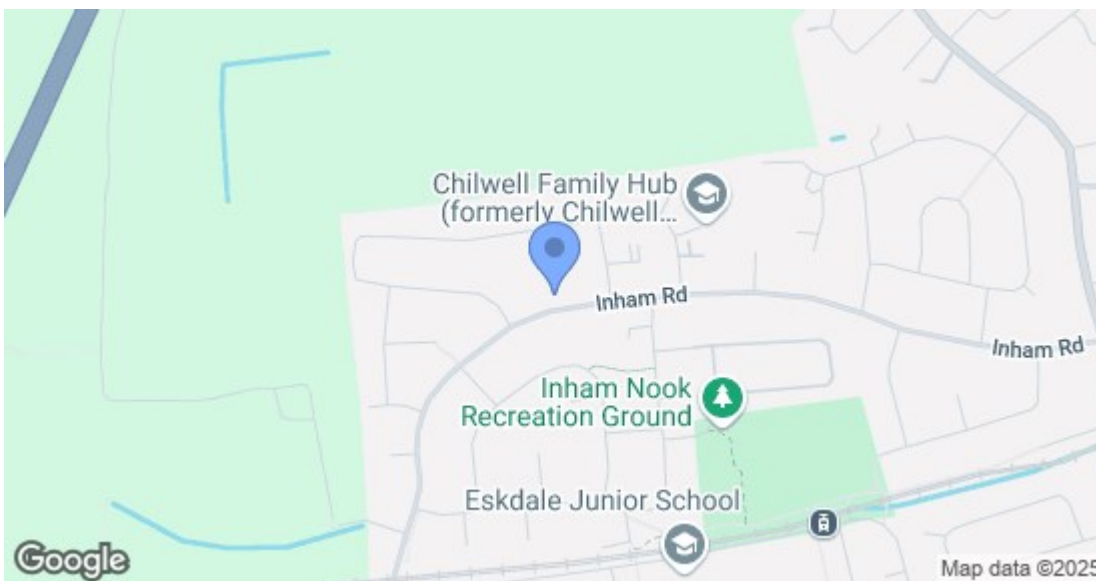 Chilwell Family Hub
(formerly Chilwell...
Inham Rd
Inham Rd
Inham Nook
Recreation Ground
Eskdale Junior School
Google
Map data ©2025